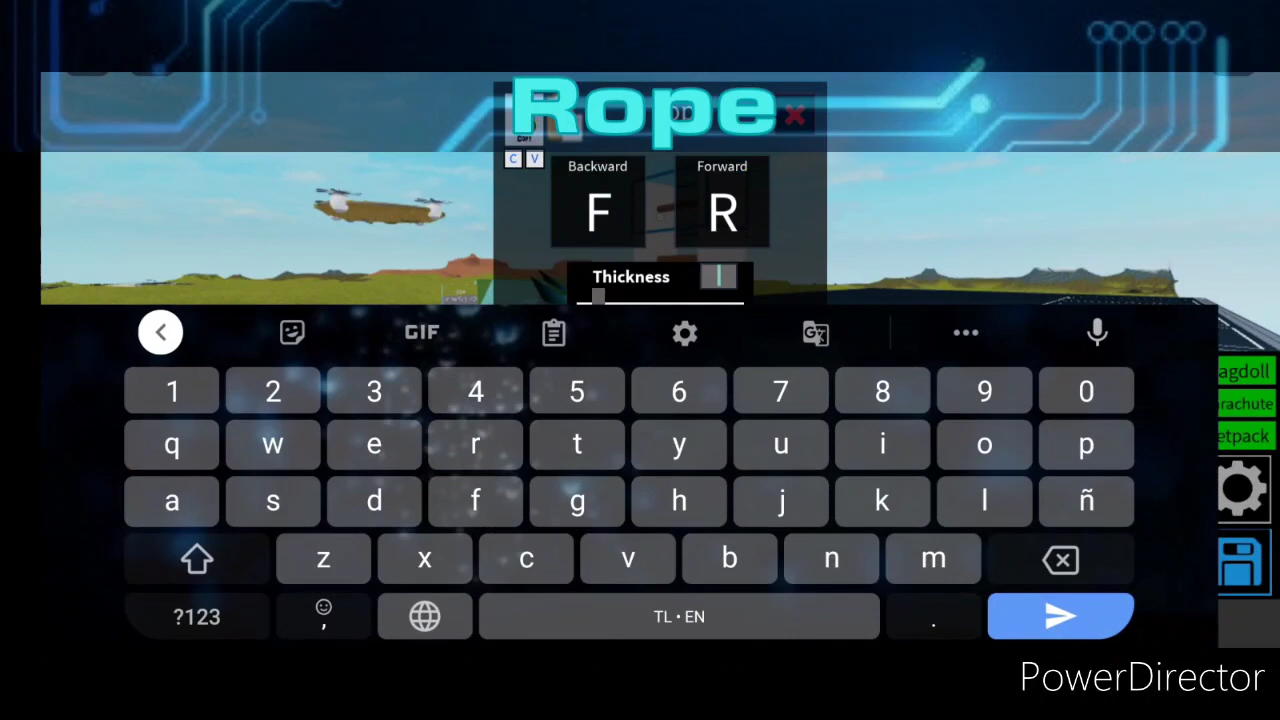 Rope
C V
Backward Forward
F R
Thickness
GIF
1 2 3 4 5 6 7 8 9 0
q w e r t y u i o p
a s d f g h j k l ñ
z x c v b n m
?123 , TL • EN .
agdoll
arachute
etpack
PowerDirector